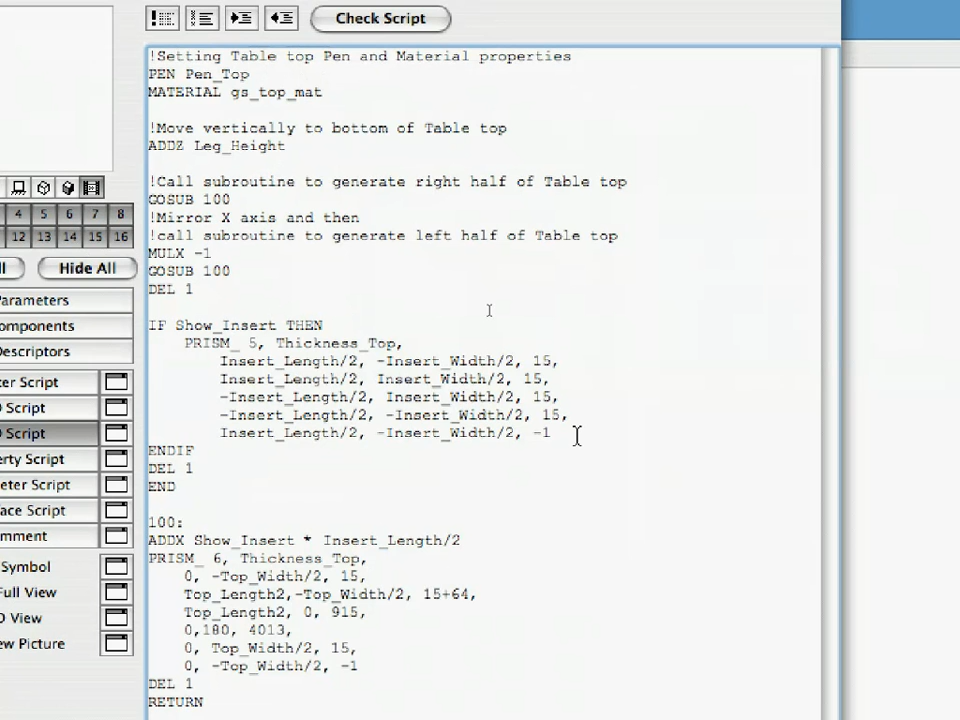 Check Script
!Setting Table top Pen and Material properties
PEN Pen_Top
MATERIAL gs_top_mat
!Move vertically to bottom of Table top
ADDZ Leg_Height
!Call subroutine to generate right half of Table top
GOSUB 100
!Mirror X axis and then
!call subroutine to generate left half of Table top
MULX -1
GOSUB 100
DEL 1
IF Show_Insert THEN
PRISM_ 5, Thickness_Top,
Insert_Length/2, -Insert_Width/2, 15,
Insert_Length/2, Insert_Width/2, 15,
-Insert_Length/2, Insert_Width/2, 15,
-Insert_Length/2, -Insert_Width/2, 15,
Insert_Length/2, -Insert_Width/2, -1
ENDIF
DEL 1
END
100:
ADDX Show_Insert * Insert_Length/2
PRISM_ 6, Thickness_Top,
0, -Top_Width/2, 15,
Top_Length2,-Top_Width/2, 15+64,
Top_Length2, 0, 915,
0,180, 4013,
0, Top_Width/2, 15,
0, -Top_Width/2, -1
DEL 1
RETURN
4 5 6 7 8
12 13 14 15 16
ll
Hide All
arameters
omponents
escriptors
ter Script
D Script
D Script
erty Script
eter Script
ace Script
mment
Symbol
Full View
D View
ew Picture